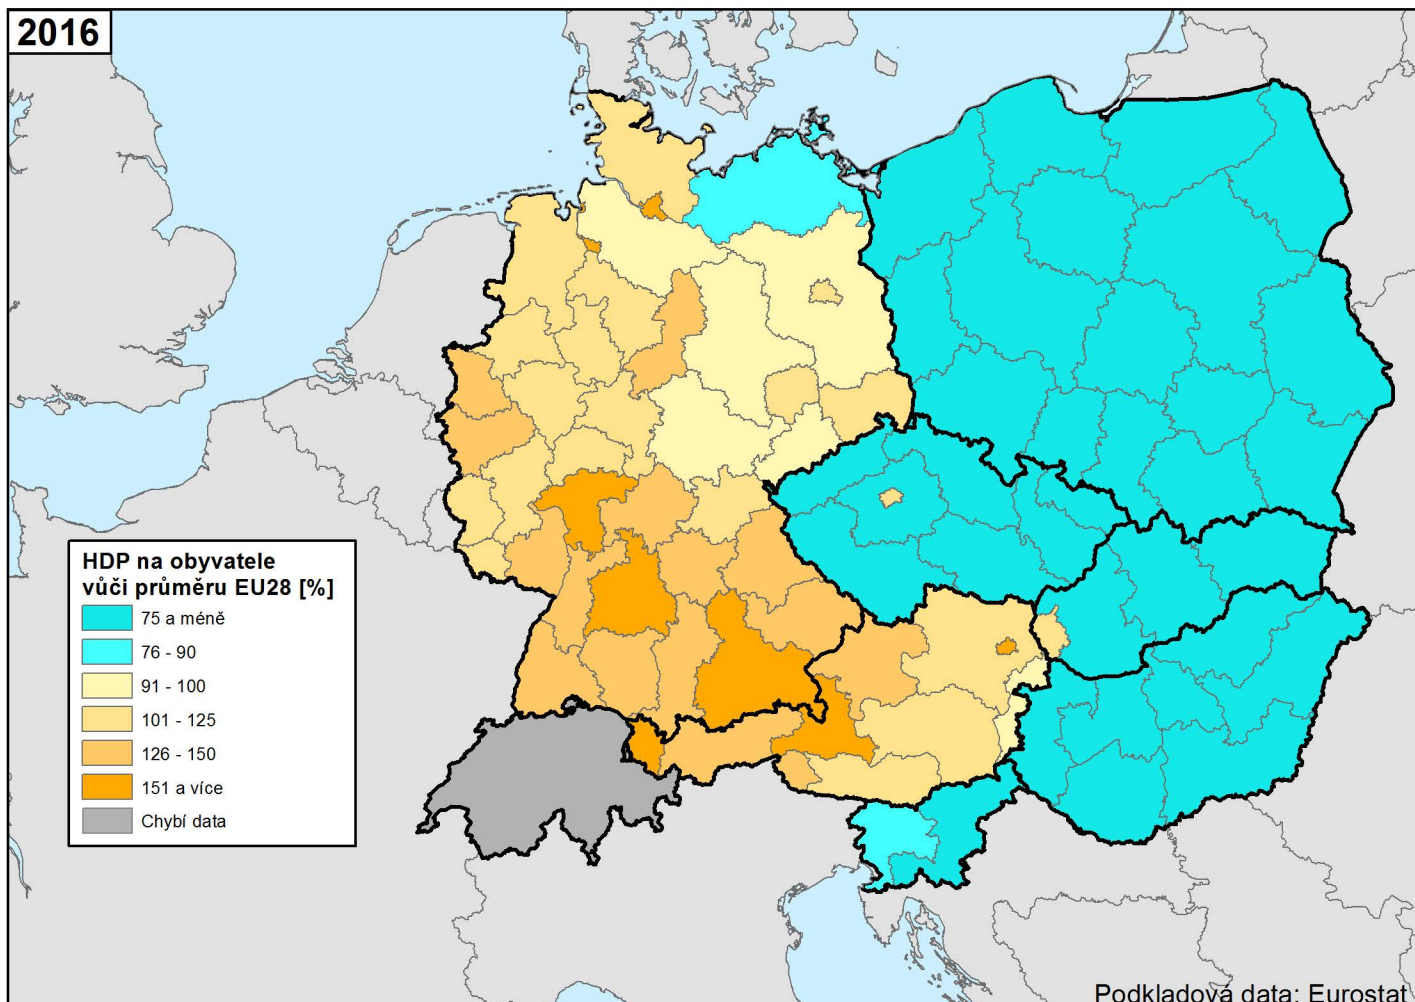 2016
HDP na obyvatele
vůči průměru EU28 [%]
75 a méně
76 - 90
91 - 100
101 - 125
126 - 150
151 a více
Chybí data
Podkladová data: Eurostat